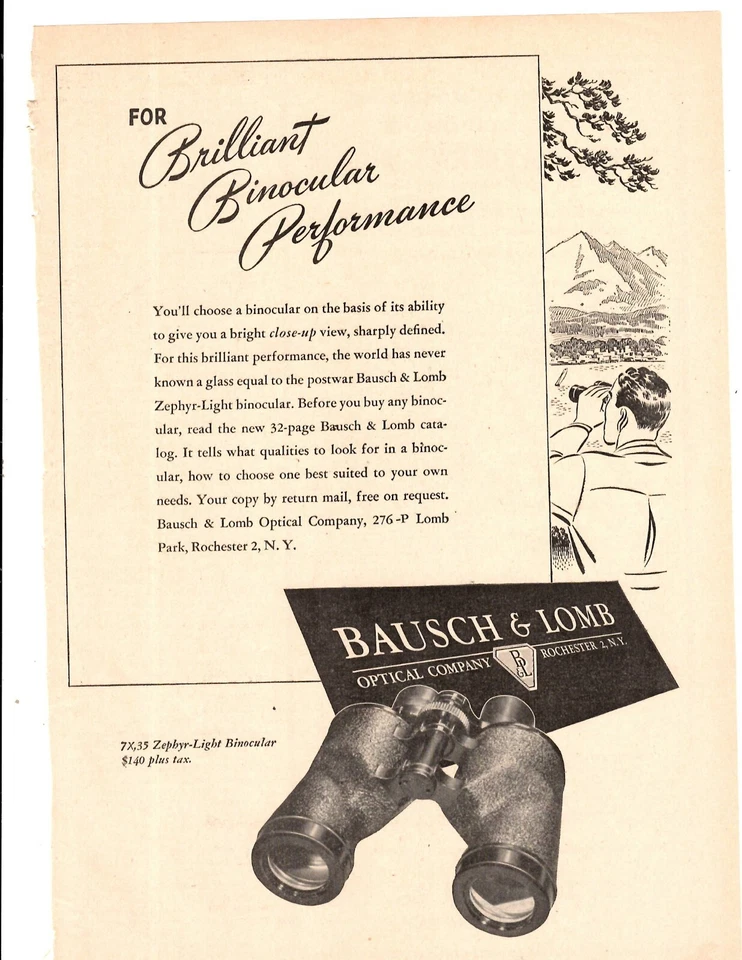 FOR
Brilliant
Binocular
Performance
You'll choose a binocular on the basis of its ability
to give you a bright close-up view, sharply defined.
For this brilliant performance, the world has never
known a glass equal to the postwar Bausch & Lomb
Zephyr-Light binocular. Before you buy any binoc-
ular, read the new 32-page Bausch & Lomb cata-
log. It tells what qualities to look for in a binoc-
ular, how to choose one best suited to your own
needs. Your copy by return mail, free on request.
Bausch & Lomb Optical Company, 276-P Lomb
Park, Rochester 2, N. Y.
BAUSCH & LOMB
OPTICAL COMPANY B&L ROCHESTER 2, N.Y.
7X,35 Zephyr-Light Binocular
$140 plus tax.